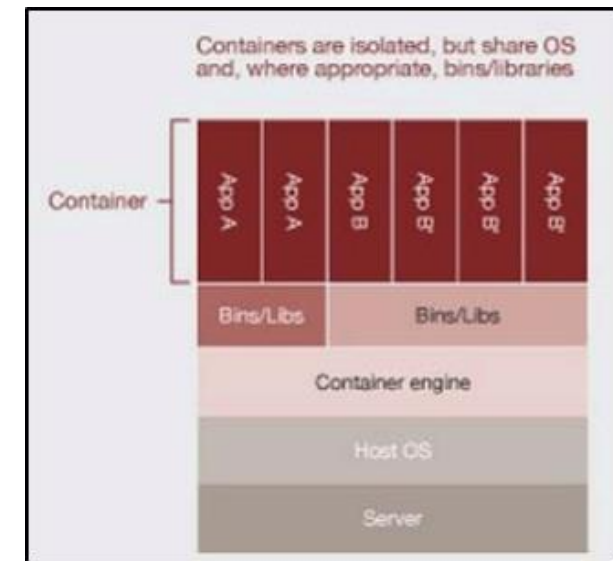 Containers are isolated, but share OS
and, where appropriate, bins/libraries
Container
App A
App A
App B
App B'
App B'
App B'
Bins/Libs
Bins/Libs
Container engine
Host OS
Server